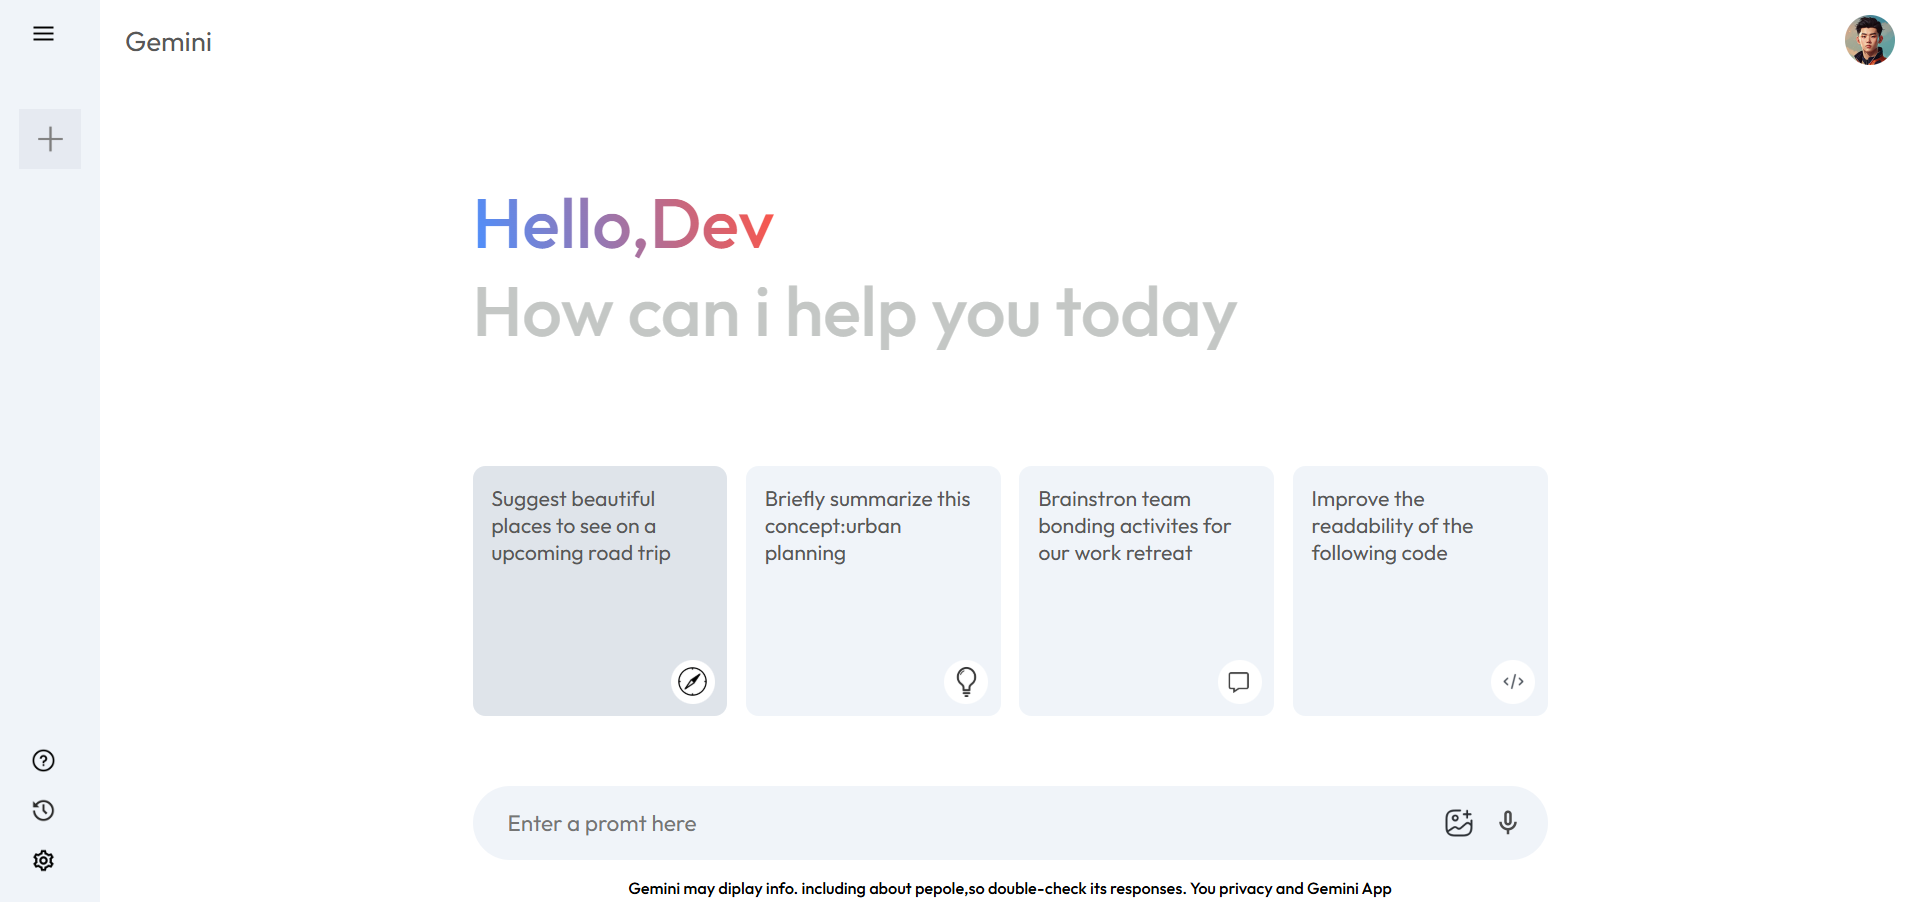 Gemini
Hello,Dev
How can i help you today
Suggest beautiful
places to see on a
upcoming road trip
Briefly summarize this
concept:urban
planning
Brainstron team
bonding activites for
our work retreat
Improve the
readability of the
following code
Enter a promt here
Gemini may diplay info. including about pepole,so double-check its responses. You privacy and Gemini App